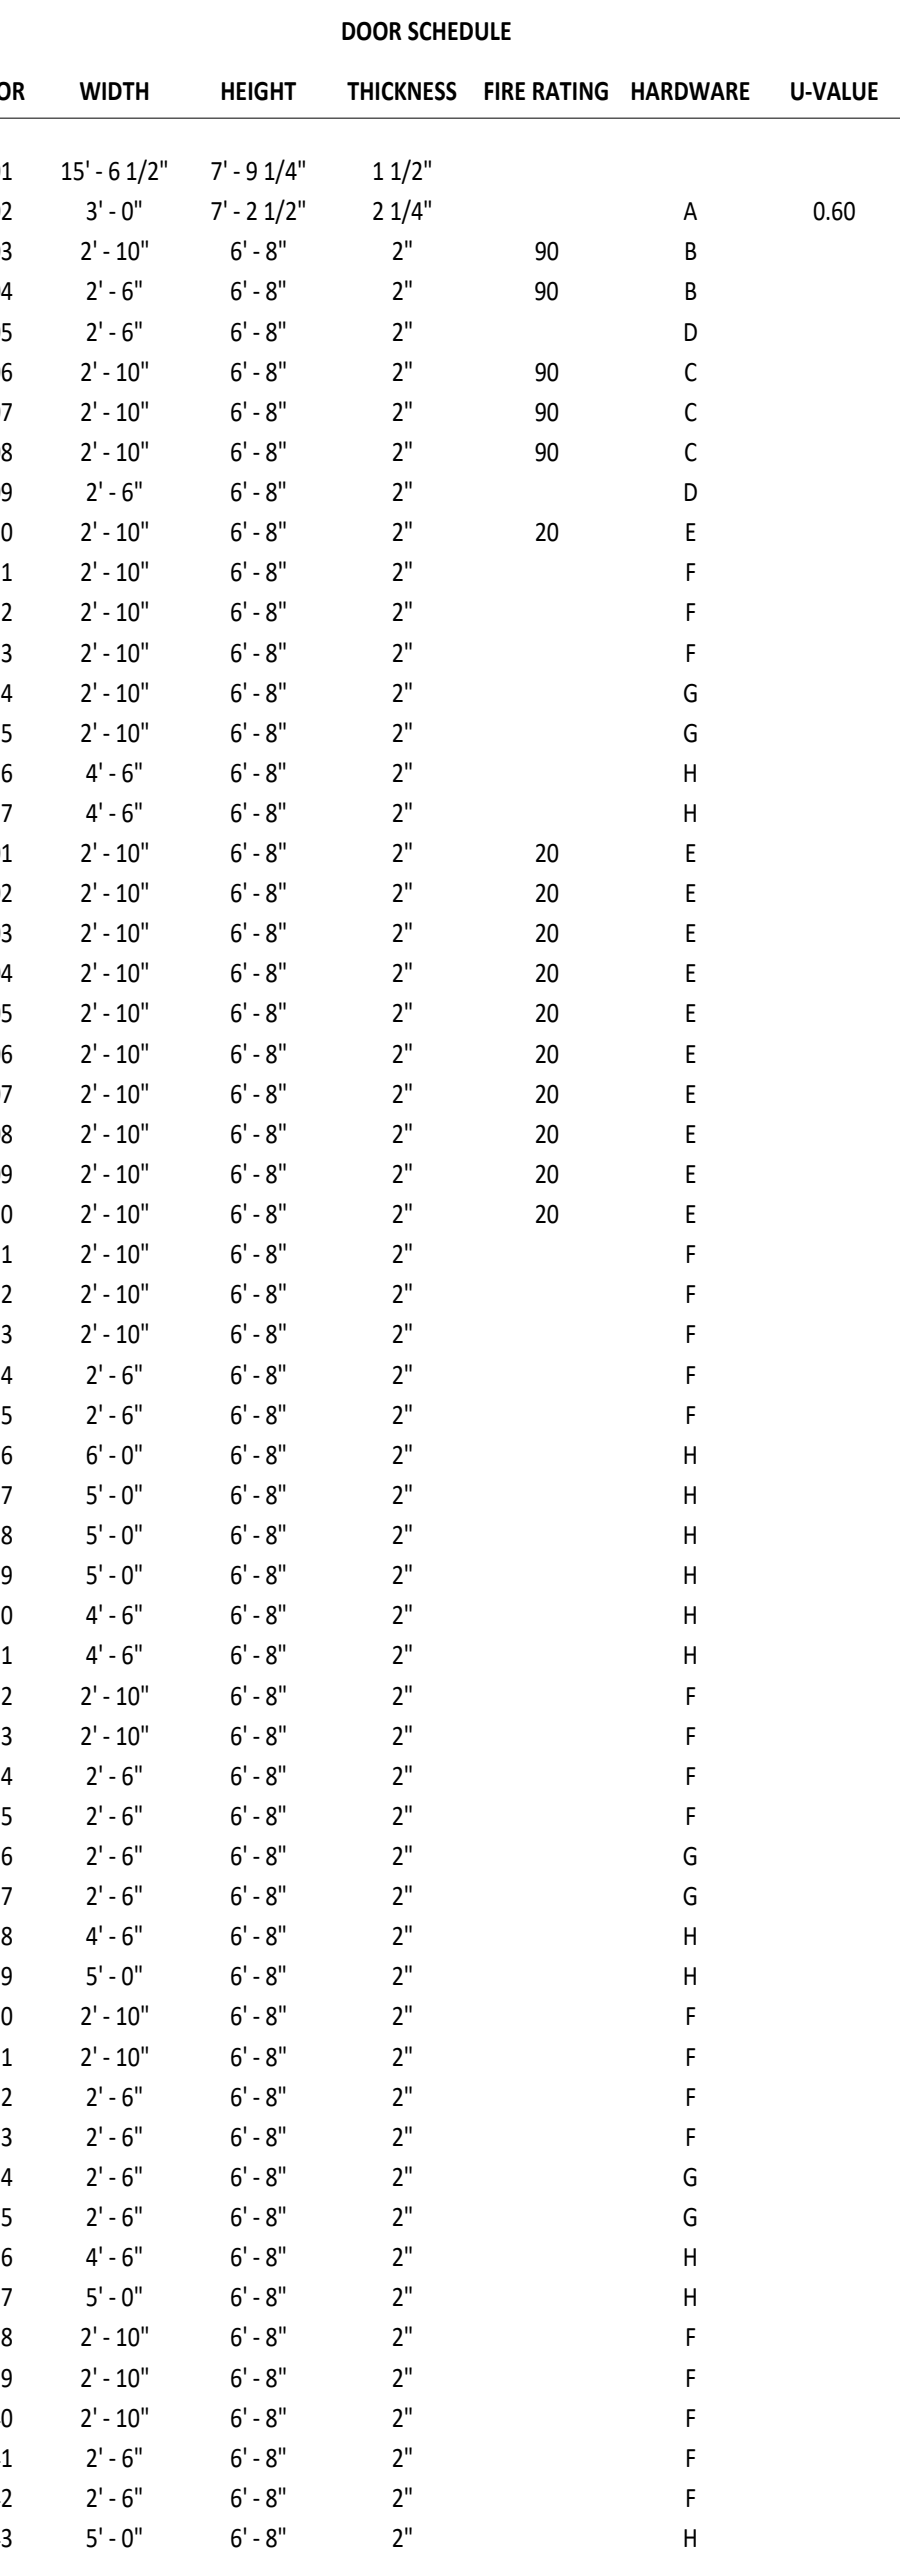 DOOR SCHEDULE
OR WIDTH HEIGHT THICKNESS FIRE RATING HARDWARE U-VALUE
1 15' - 6 1/2" 7' - 9 1/4" 1 1/2"
2 3' - 0" 7' - 2 1/2" 2 1/4" A 0.60
3 2' - 10" 6' - 8" 2" 90 B
4 2' - 6" 6' - 8" 2" 90 B
5 2' - 6" 6' - 8" 2" D
6 2' - 10" 6' - 8" 2" 90 C
7 2' - 10" 6' - 8" 2" 90 C
8 2' - 10" 6' - 8" 2" 90 C
9 2' - 6" 6' - 8" 2" D
0 2' - 10" 6' - 8" 2" 20 E
1 2' - 10" 6' - 8" 2" F
2 2' - 10" 6' - 8" 2" F
3 2' - 10" 6' - 8" 2" F
4 2' - 10" 6' - 8" 2" G
5 2' - 10" 6' - 8" 2" G
6 4' - 6" 6' - 8" 2" H
7 4' - 6" 6' - 8" 2" H
1 2' - 10" 6' - 8" 2" 20 E
2 2' - 10" 6' - 8" 2" 20 E
3 2' - 10" 6' - 8" 2" 20 E
4 2' - 10" 6' - 8" 2" 20 E
5 2' - 10" 6' - 8" 2" 20 E
6 2' - 10" 6' - 8" 2" 20 E
7 2' - 10" 6' - 8" 2" 20 E
8 2' - 10" 6' - 8" 2" 20 E
9 2' - 10" 6' - 8" 2" 20 E
0 2' - 10" 6' - 8" 2" 20 E
1 2' - 10" 6' - 8" 2" F
2 2' - 10" 6' - 8" 2" F
3 2' - 10" 6' - 8" 2" F
4 2' - 6" 6' - 8" 2" F
5 2' - 6" 6' - 8" 2" F
6 6' - 0" 6' - 8" 2" H
7 5' - 0" 6' - 8" 2" H
8 5' - 0" 6' - 8" 2" H
9 5' - 0" 6' - 8" 2" H
0 4' - 6" 6' - 8" 2" H
1 4' - 6" 6' - 8" 2" H
2 2' - 10" 6' - 8" 2" F
3 2' - 10" 6' - 8" 2" F
4 2' - 6" 6' - 8" 2" F
5 2' - 6" 6' - 8" 2" F
6 2' - 6" 6' - 8" 2" G
7 2' - 6" 6' - 8" 2" G
8 4' - 6" 6' - 8" 2" H
9 5' - 0" 6' - 8" 2" H
0 2' - 10" 6' - 8" 2" F
1 2' - 10" 6' - 8" 2" F
2 2' - 6" 6' - 8" 2" F
3 2' - 6" 6' - 8" 2" F
4 2' - 6" 6' - 8" 2" G
5 2' - 6" 6' - 8" 2" G
6 4' - 6" 6' - 8" 2" H
7 5' - 0" 6' - 8" 2" H
8 2' - 10" 6' - 8" 2" F
9 2' - 10" 6' - 8" 2" F
0 2' - 10" 6' - 8" 2" F
1 2' - 6" 6' - 8" 2" F
2 2' - 6" 6' - 8" 2" F
3 5' - 0" 6' - 8" 2" H